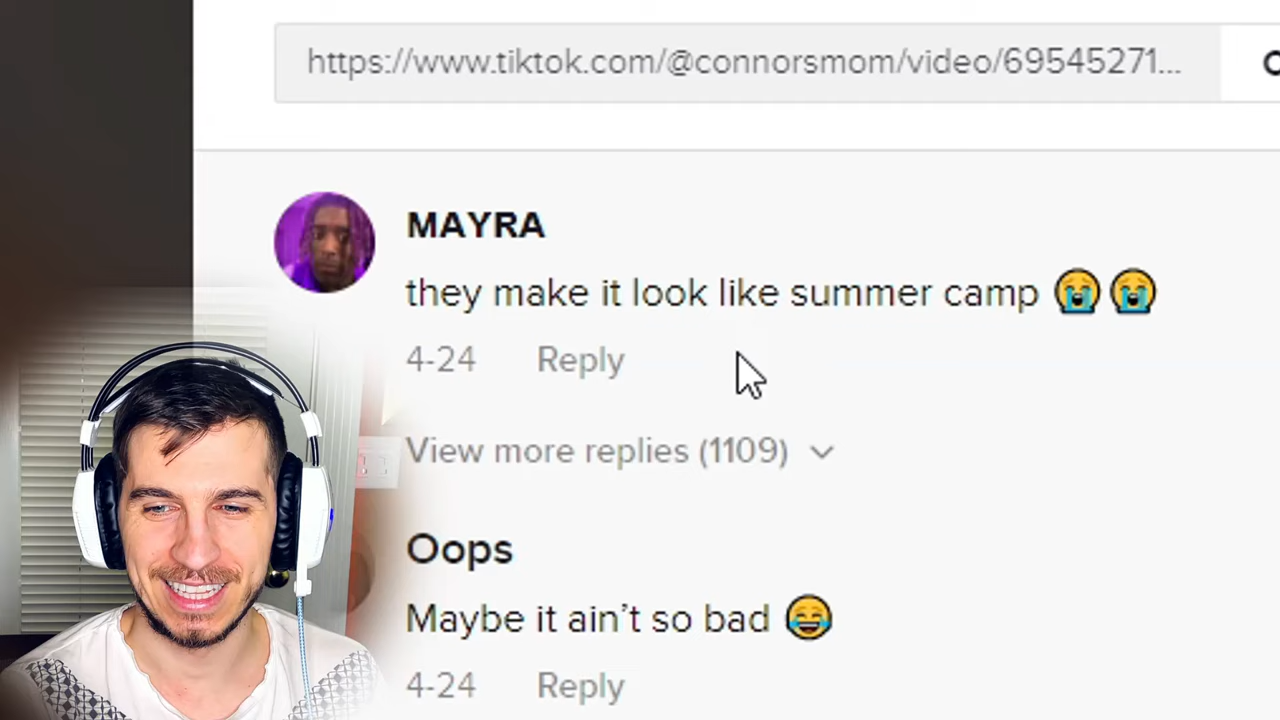 https://www.tiktok.com/@connorsmom/video/69545271...
MAYRA
they make it look like summer camp 😭😭
4-24 Reply
View more replies (1109)
Oops
Maybe it ain't so bad 😂
4-24 Reply